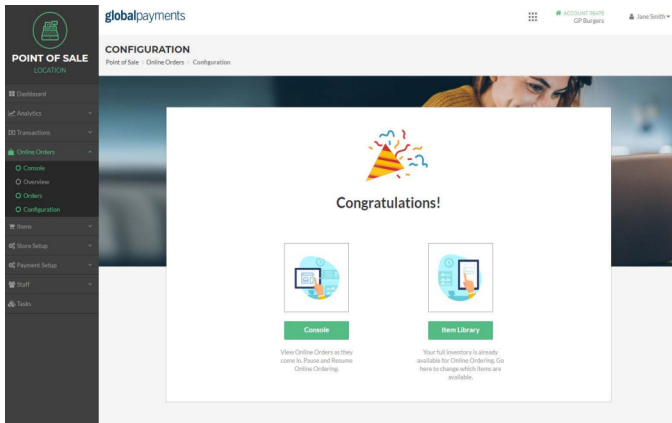 globalpayments
ACCOUNT 98478
GP Burgers
Jane Smith
POINT OF SALE
LOCATION
CONFIGURATION
Point of Sale Online Orders Configuration
Dashboard
Analytics
Transactions
Online Orders
Console
Overview
Orders
Configuration
Items
Store Setup
Payment Setup
Staff
Tasks
Congratulations!
Console
View Online Orders as they
come in. Pause and Resume
Online Ordering.
Item Library
Your full inventory is already
available for Online Ordering. Go
here to change which items are
available.